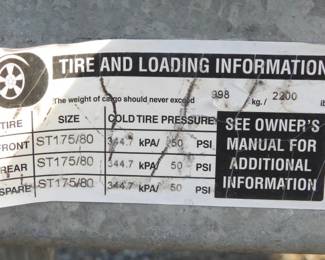 TIRE AND LOADING INFORMATION
The weight of cargo should never exceed 998 kg./ 2200
TIRE SIZE COLD TIRE PRESSURE
FRONT ST175/80 344.7 kPA/ 50 PSI
REAR ST175/80 344.7 kPA/ 50 PSI
SPARE ST175/80 344.7 kPA/ 50 PSI
SEE OWNER'S
MANUAL FOR
ADDITIONAL
INFORMATION